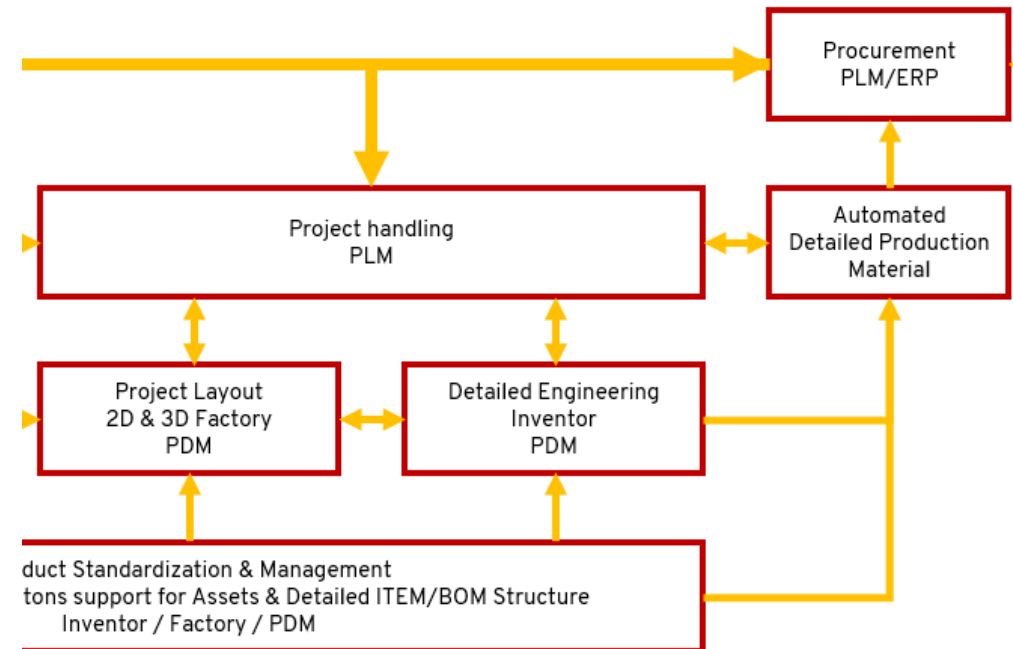 Procurement
PLM/ERP
Project handling
PLM
Automated
Detailed Production
Material
Project Layout
2D & 3D Factory
PDM
Detailed Engineering
Inventor
PDM
duct Standardization & Management
tons support for Assets & Detailed ITEM/BOM Structure
Inventor / Factory / PDM